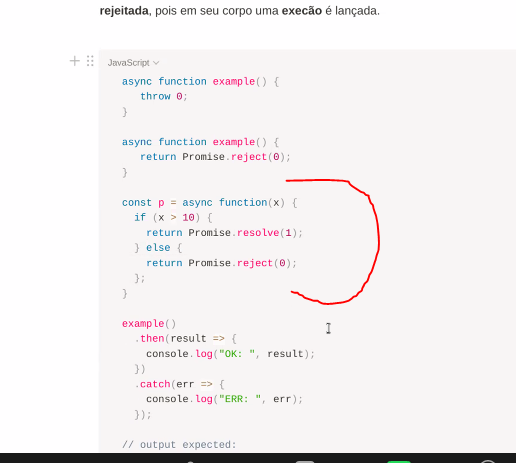 rejeitada, pois em seu corpo uma execão é lançada.
JavaScript
async function example() {
throw 0;
}
async function example() {
return Promise.reject(0);
}
const p = async function(x) {
if (x > 10) {
return Promise.resolve(1);
} else {
return Promise.reject(0);
};
}
example()
.then(result => {
console.log("OK: ", result);
})
.catch(err => {
console.log("ERR: ", err);
});
// output expected: